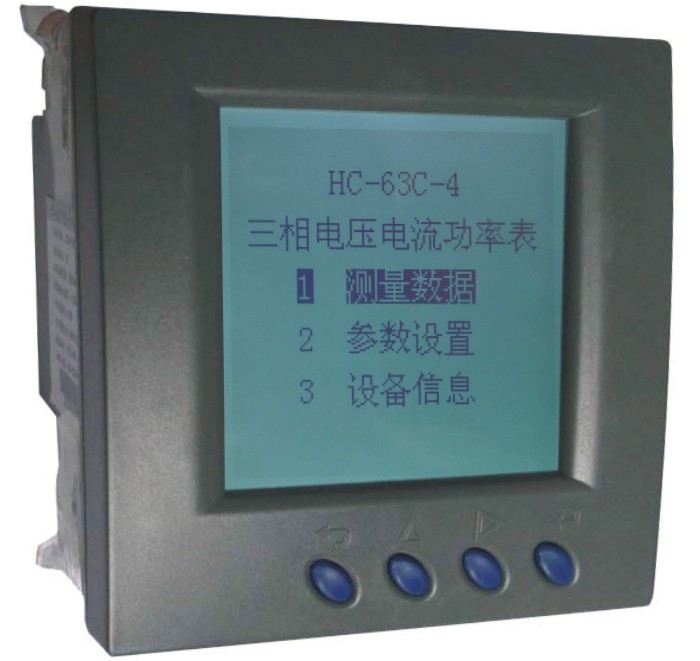 HC-63C-4
三相电压电流功率表
1 测量数据
2 参数设置
3 设备信息